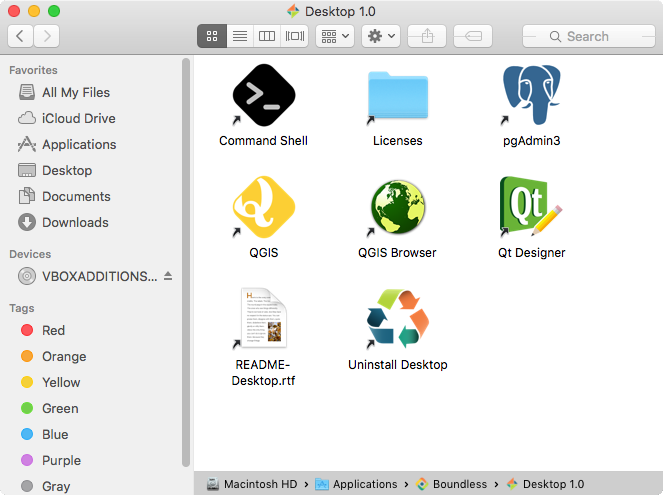 Desktop 1.0
Search
Favorites
All My Files
iCloud Drive
Applications
Desktop
Documents
Downloads
Devices
VBOXADDITIONS...
Tags
Red
Orange
Yellow
Green
Blue
Purple
Gray
Command Shell
Licenses
pgAdmin3
QGIS
QGIS Browser
Qt
Qt Designer
README-
Desktop.rtf
Uninstall Desktop
Macintosh HD
Applications
Boundless
Desktop 1.0